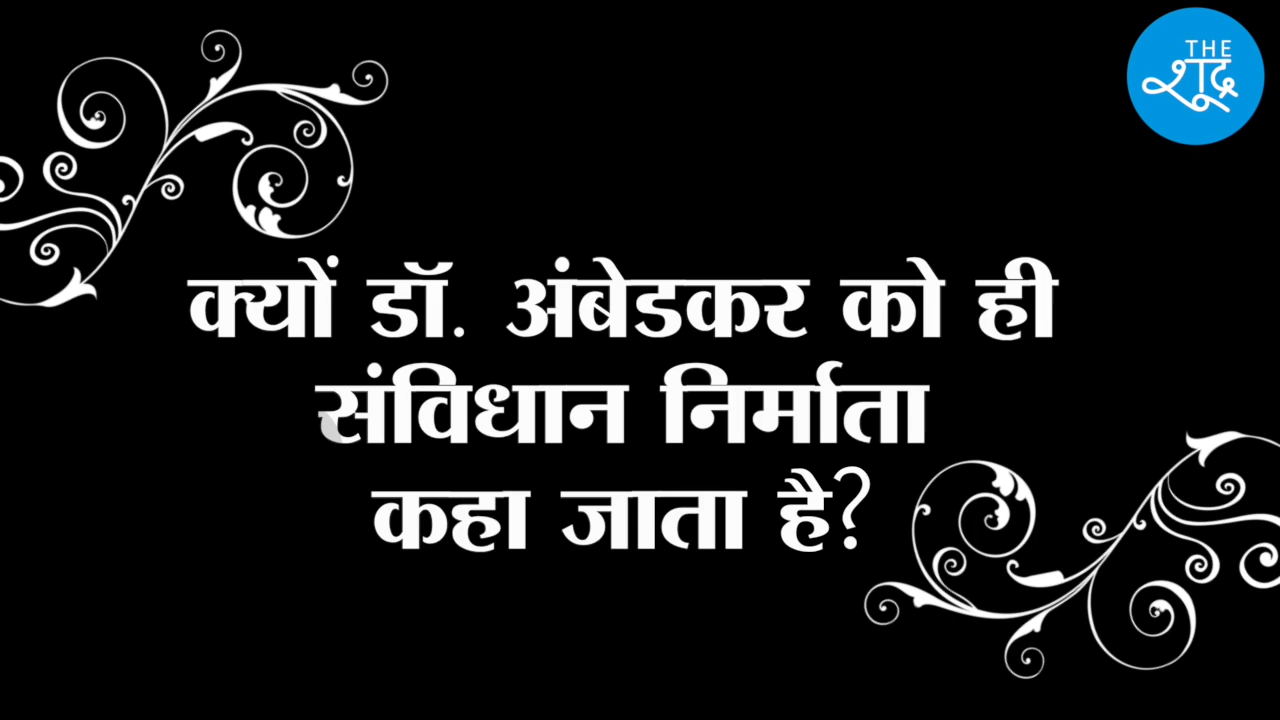 THE
शूद्र
क्यों डॉ. अंबेडकर को ही
संविधान निर्माता
कहा जाता है?